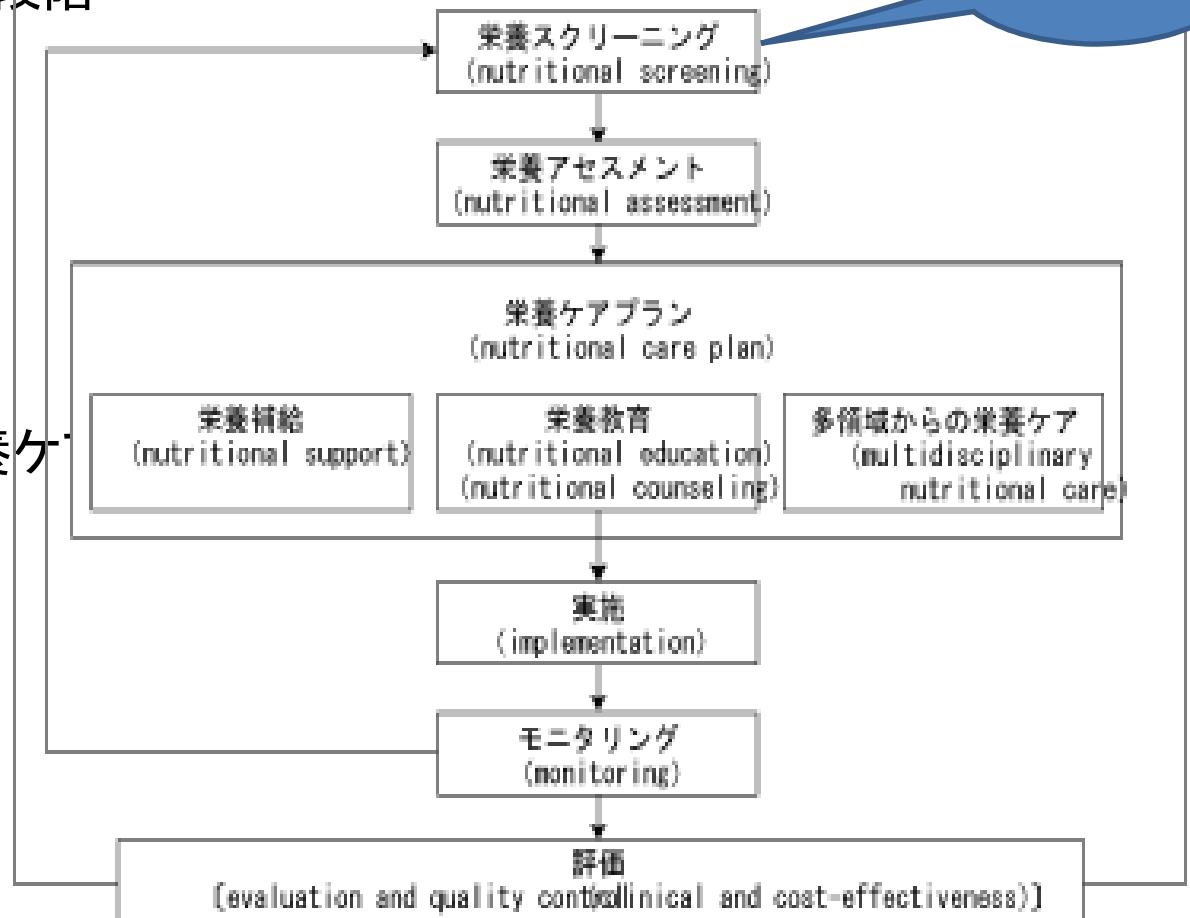 段階
栄養スクリーニング
(nutritional screening)
栄養アセスメント
(nutritional assessment)
栄養ケアプラン
(nutritional care plan)
栄養補給
(nutritional support)
栄養教育
(nutritional education)
(nutritional counseling)
多領域からの栄養ケア
(multidisciplinary
nutritional care)
養ケ
実施
(implementation)
モニタリング
(monitoring)
評価
[evaluation and quality control(clinical and cost-effectiveness)]